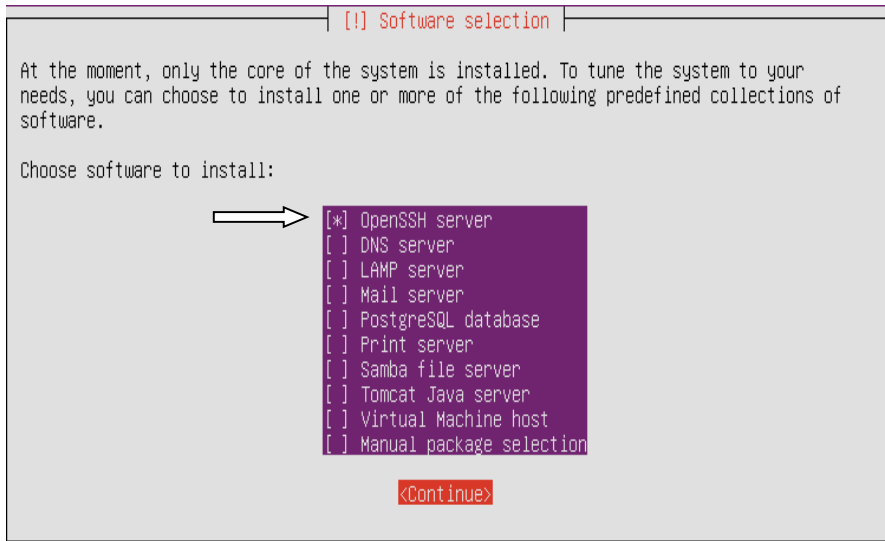 [!] Software selection
At the moment, only the core of the system is installed. To tune the system to your
needs, you can choose to install one or more of the following predefined collections of
software.
Choose software to install:
[*] OpenSSH server
[ ] DNS server
[ ] LAMP server
[ ] Mail server
[ ] PostgreSQL database
[ ] Print server
[ ] Samba file server
[ ] Tomcat Java server
[ ] Virtual Machine host
[ ] Manual package selection
<Continue>